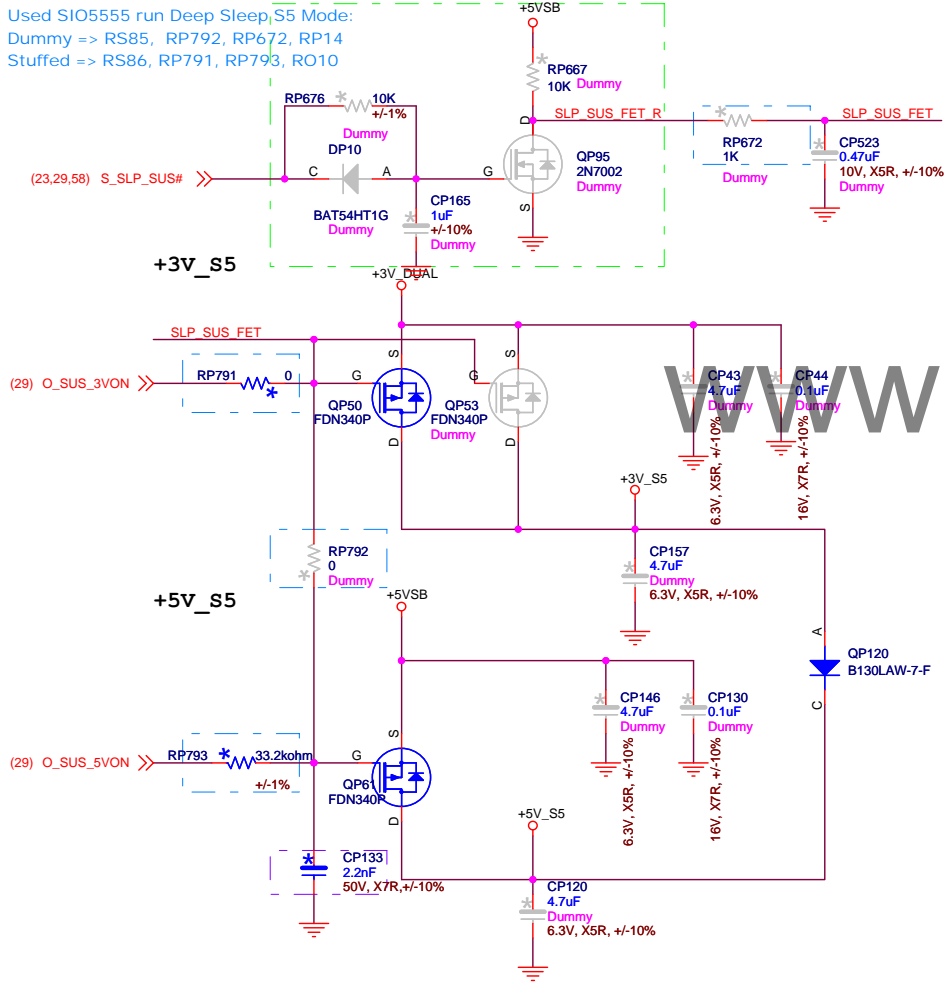 Used SIO5555 run Deep Sleep S5 Mode:
Dummy => RS85, RP792, RP672, RP14
Stuffed => RS86, RP791, RP793, RO10
+5VSB
RP667
10K
Dummy
RP676
10K
+/-1%
Dummy
DP10
D
SLP_SUS_FET_R
SLP_SUS_FET
RP672
1K
Dummy
CP523
0.47uF
10V, X5R, +/-10%
Dummy
(23,29,58) S_SLP_SUS#
C
A
G
QP95
2N7002
Dummy
S
BAT54HT1G
Dummy
CP165
1uF
+/-10%
Dummy
+3V_S5
+3V_DUAL
SLP_SUS_FET
(29) O_SUS_3VON
RP791
0
S
G
QP50
FDN340P
D
S
G
QP53
FDN340P
Dummy
D
CP43
4.7uF
Dummy
6.3V, X5R, +/-10%
CP44
0.1uF
Dummy
16V, X7R, +/-10%
WWW
+3V_S5
RP792
0
Dummy
CP157
4.7uF
Dummy
6.3V, X5R, +/-10%
+5V_S5
+5VSB
A
QP120
B130LAW-7-F
C
CP146
4.7uF
Dummy
6.3V, X5R, +/-10%
CP130
0.1uF
Dummy
16V, X7R, +/-10%
(29) O_SUS_5VON
RP793
33.2kohm
+/-1%
S
G
QP61
FDN340P
D
+5V_S5
CP133
2.2nF
50V, X7R,+/-10%
CP120
4.7uF
Dummy
6.3V, X5R, +/-10%